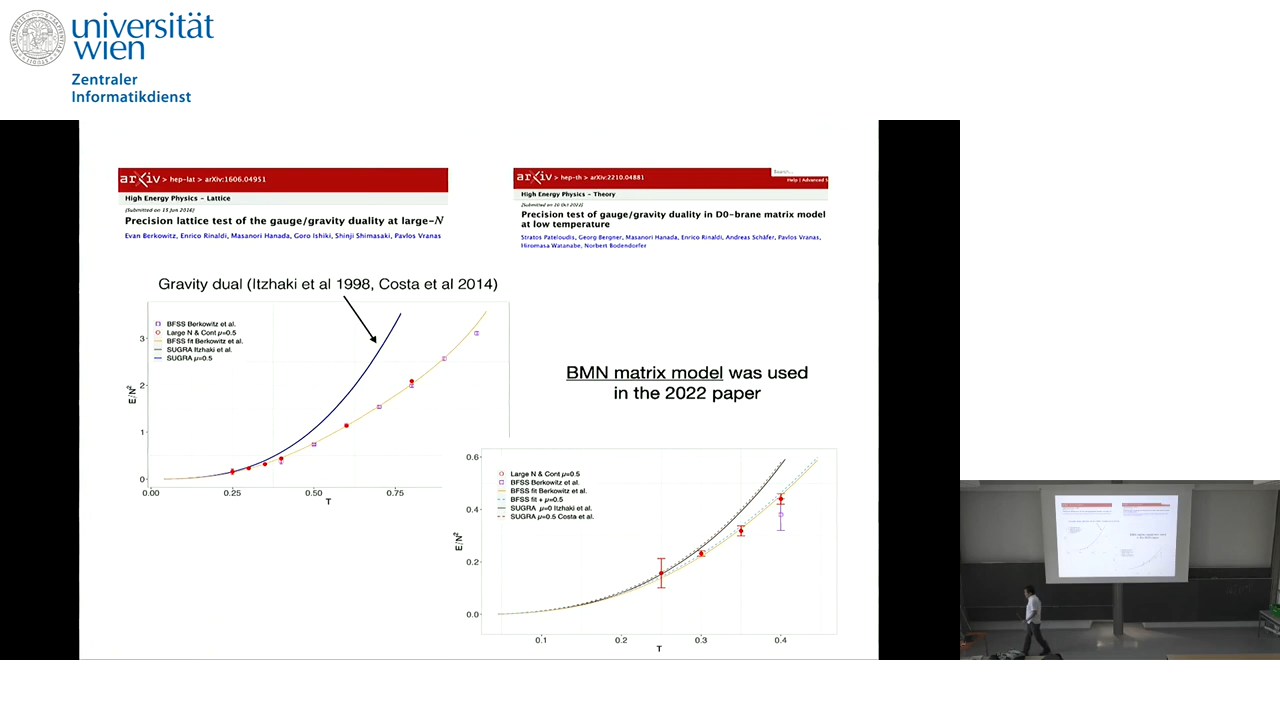 universität
wien
Zentraler
Informatikdienst
arXiv > hep-lat > arXiv:1606.04951
High Energy Physics – Lattice
[Submitted on 15 Jun 2016]
Precision lattice test of the gauge/gravity duality at large-N
Evan Berkowitz, Enrico Rinaldi, Masanori Hanada, Goro Ishiki, Shinji Shimasaki, Pavlos Vranas
Search...
arXiv > hep-th > arXiv:2210.04881
Help | Advanced S
High Energy Physics – Theory
[Submitted on 10 Oct 2022]
Precision test of gauge/gravity duality in D0-brane matrix model
at low temperature
Stratos Pateloudis, Georg Bergner, Masanori Hanada, Enrico Rinaldi, Andreas Schäfer, Pavlos Vranas,
Hiromasa Watanabe, Norbert Bodendorfer
Gravity dual (Itzhaki et al 1998, Costa et al 2014)
BFSS Berkowitz et al.
Large N & Cont μ=0.5
BFSS fit Berkowitz et al.
SUGRA Itzhaki et al.
SUGRA μ=0.5
E/N²
3
2
1
0
0.00 0.25 0.50 0.75
T
BMN matrix model was used
in the 2022 paper
Large N & Cont μ=0.5
BFSS Berkowitz et al.
BFSS fit Berkowitz et al.
BFSS fit + μ=0.5
SUGRA μ=0 Itzhaki et al.
SUGRA μ=0.5 Costa et al.
E/N²
0.6
0.4
0.2
0.0
0.1 0.2 0.3 0.4
T